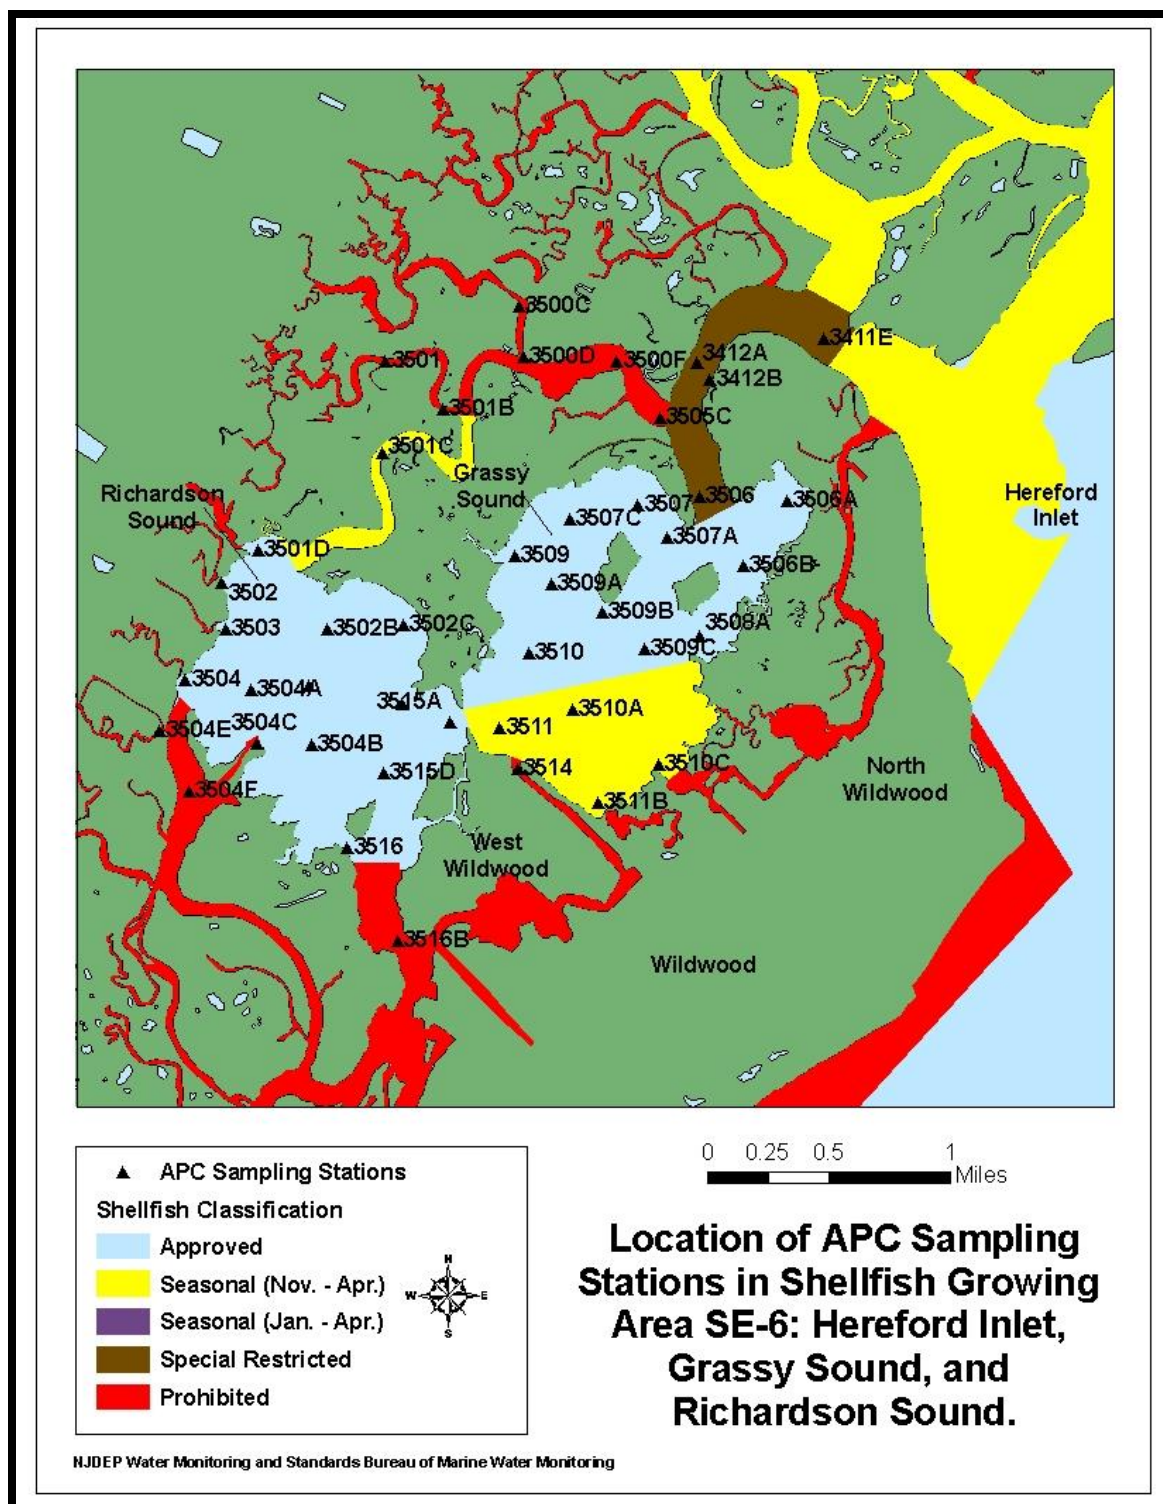 3500C
3411E
3501
3500D
3500F
3412A
3412B
3501B
3505C
3501C
Grassy
Sound
Richardson
Sound
3507
3506
3506A
Hereford
Inlet
3507C
3507A
3501D
3509
3506B
3502
3509A
3509B
3503
3502B
3502C
3508A
3510
3509C
3504
3504A
3515A
3510A
3504E
3504C
3511
3504B
3515D
3514
3510C
North
Wildwood
3504F
3511B
3516
West
Wildwood
3516B
Wildwood
APC Sampling Stations
Shellfish Classification
Approved
Seasonal (Nov. - Apr.)
Seasonal (Jan. - Apr.)
Special Restricted
Prohibited
N
W
E
S
0 0.25 0.5 1
Miles
Location of APC Sampling
Stations in Shellfish Growing
Area SE-6: Hereford Inlet,
Grassy Sound, and
Richardson Sound.
NJDEP Water Monitoring and Standards Bureau of Marine Water Monitoring